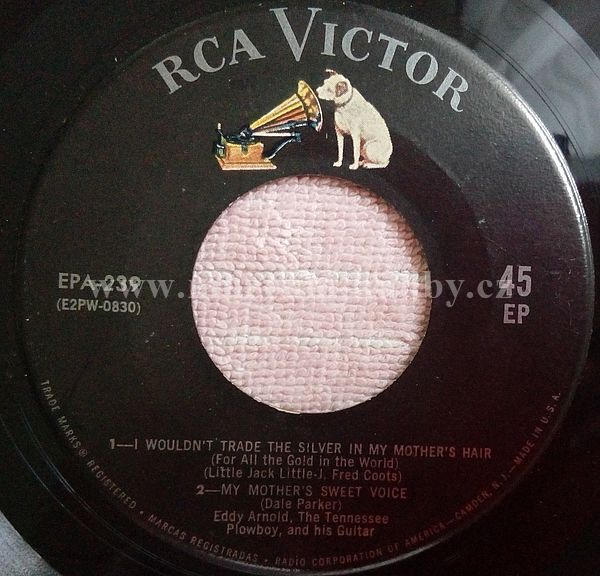 RCA VICTOR
EPA-239
(E2PW-0830)
45
EP
1—I WOULDN'T TRADE THE SILVER IN MY MOTHER'S HAIR
(For All the Gold in the World)
(Little Jack Little-J. Fred Coots)
2—MY MOTHER'S SWEET VOICE
(Dale Parker)
Eddy Arnold, The Tennessee
Plowboy, and his Guitar
TRADE MARKS® REGISTERED • MARCAS REGISTRADAS • RADIO CORPORATION OF AMERICA—CAMDEN, N.J.—MADE IN U.S.A.